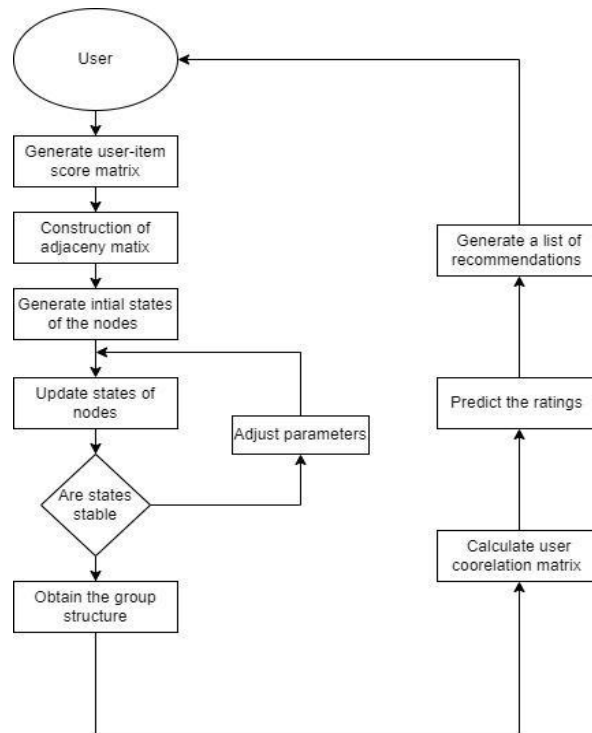 User
Generate user-item
score matrix
Construction of
adjaceny matix
Generate intial states
of the nodes
Update states of
nodes
Adjust parameters
Are states
stable
Obtain the group
structure
Generate a list of
recommendations
Predict the ratings
Calculate user
coorelation matrix